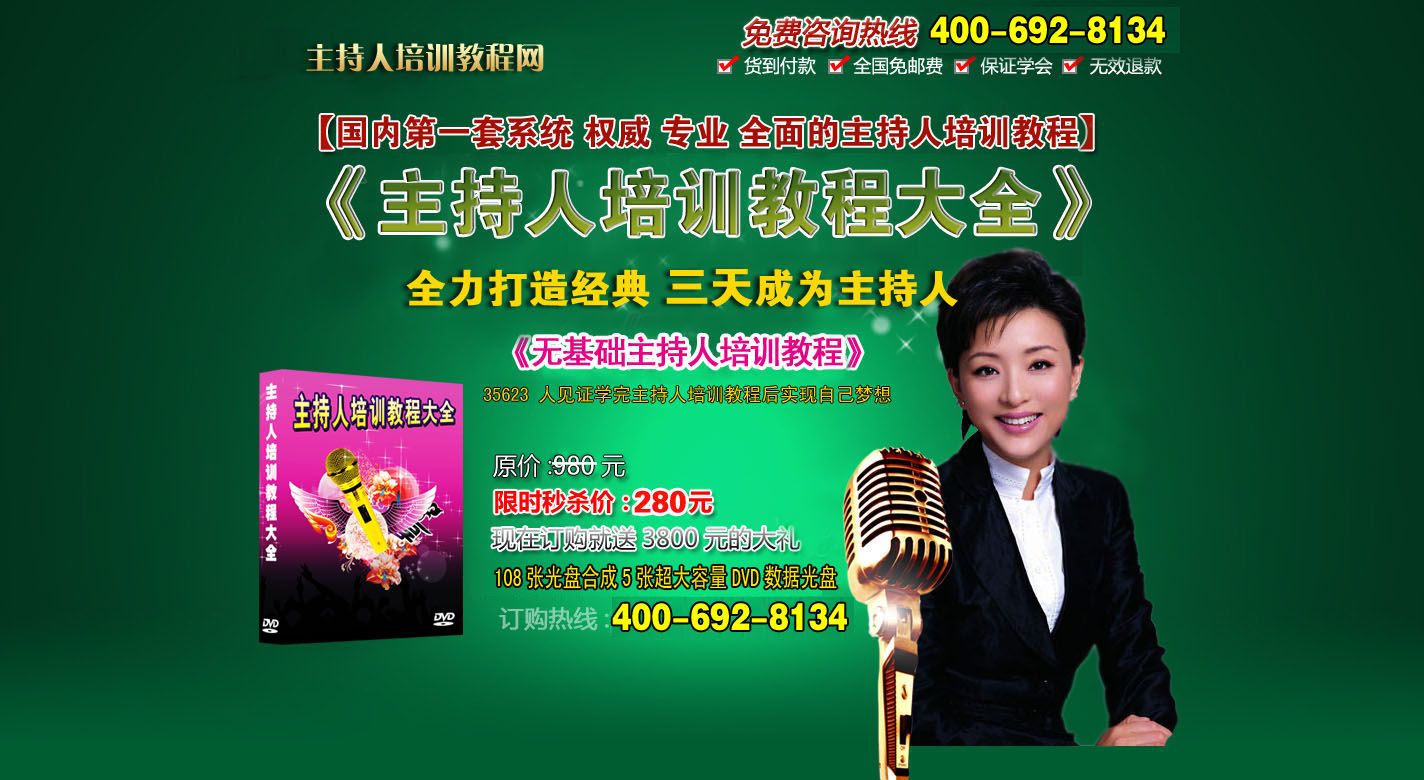 主持人培训教程网
免费咨询热线 400-692-8134
货到付款 全国免邮费 保证学会 无效退款
【国内第一套系统 权威 专业 全面的主持人培训教程】
《主持人培训教程大全》
全力打造经典 三天成为主持人
《无基础主持人培训教程》
35623 人见证学完主持人培训教程后实现自己梦想
主持人培训教程大全
主持人培训教程大全
DVD
DVD
原价:980 元
限时秒杀价:280元
现在订购就送 3800 元的大礼
108 张光盘合成 5 张超大容量 DVD 数据光盘
订购热线:400-692-8134